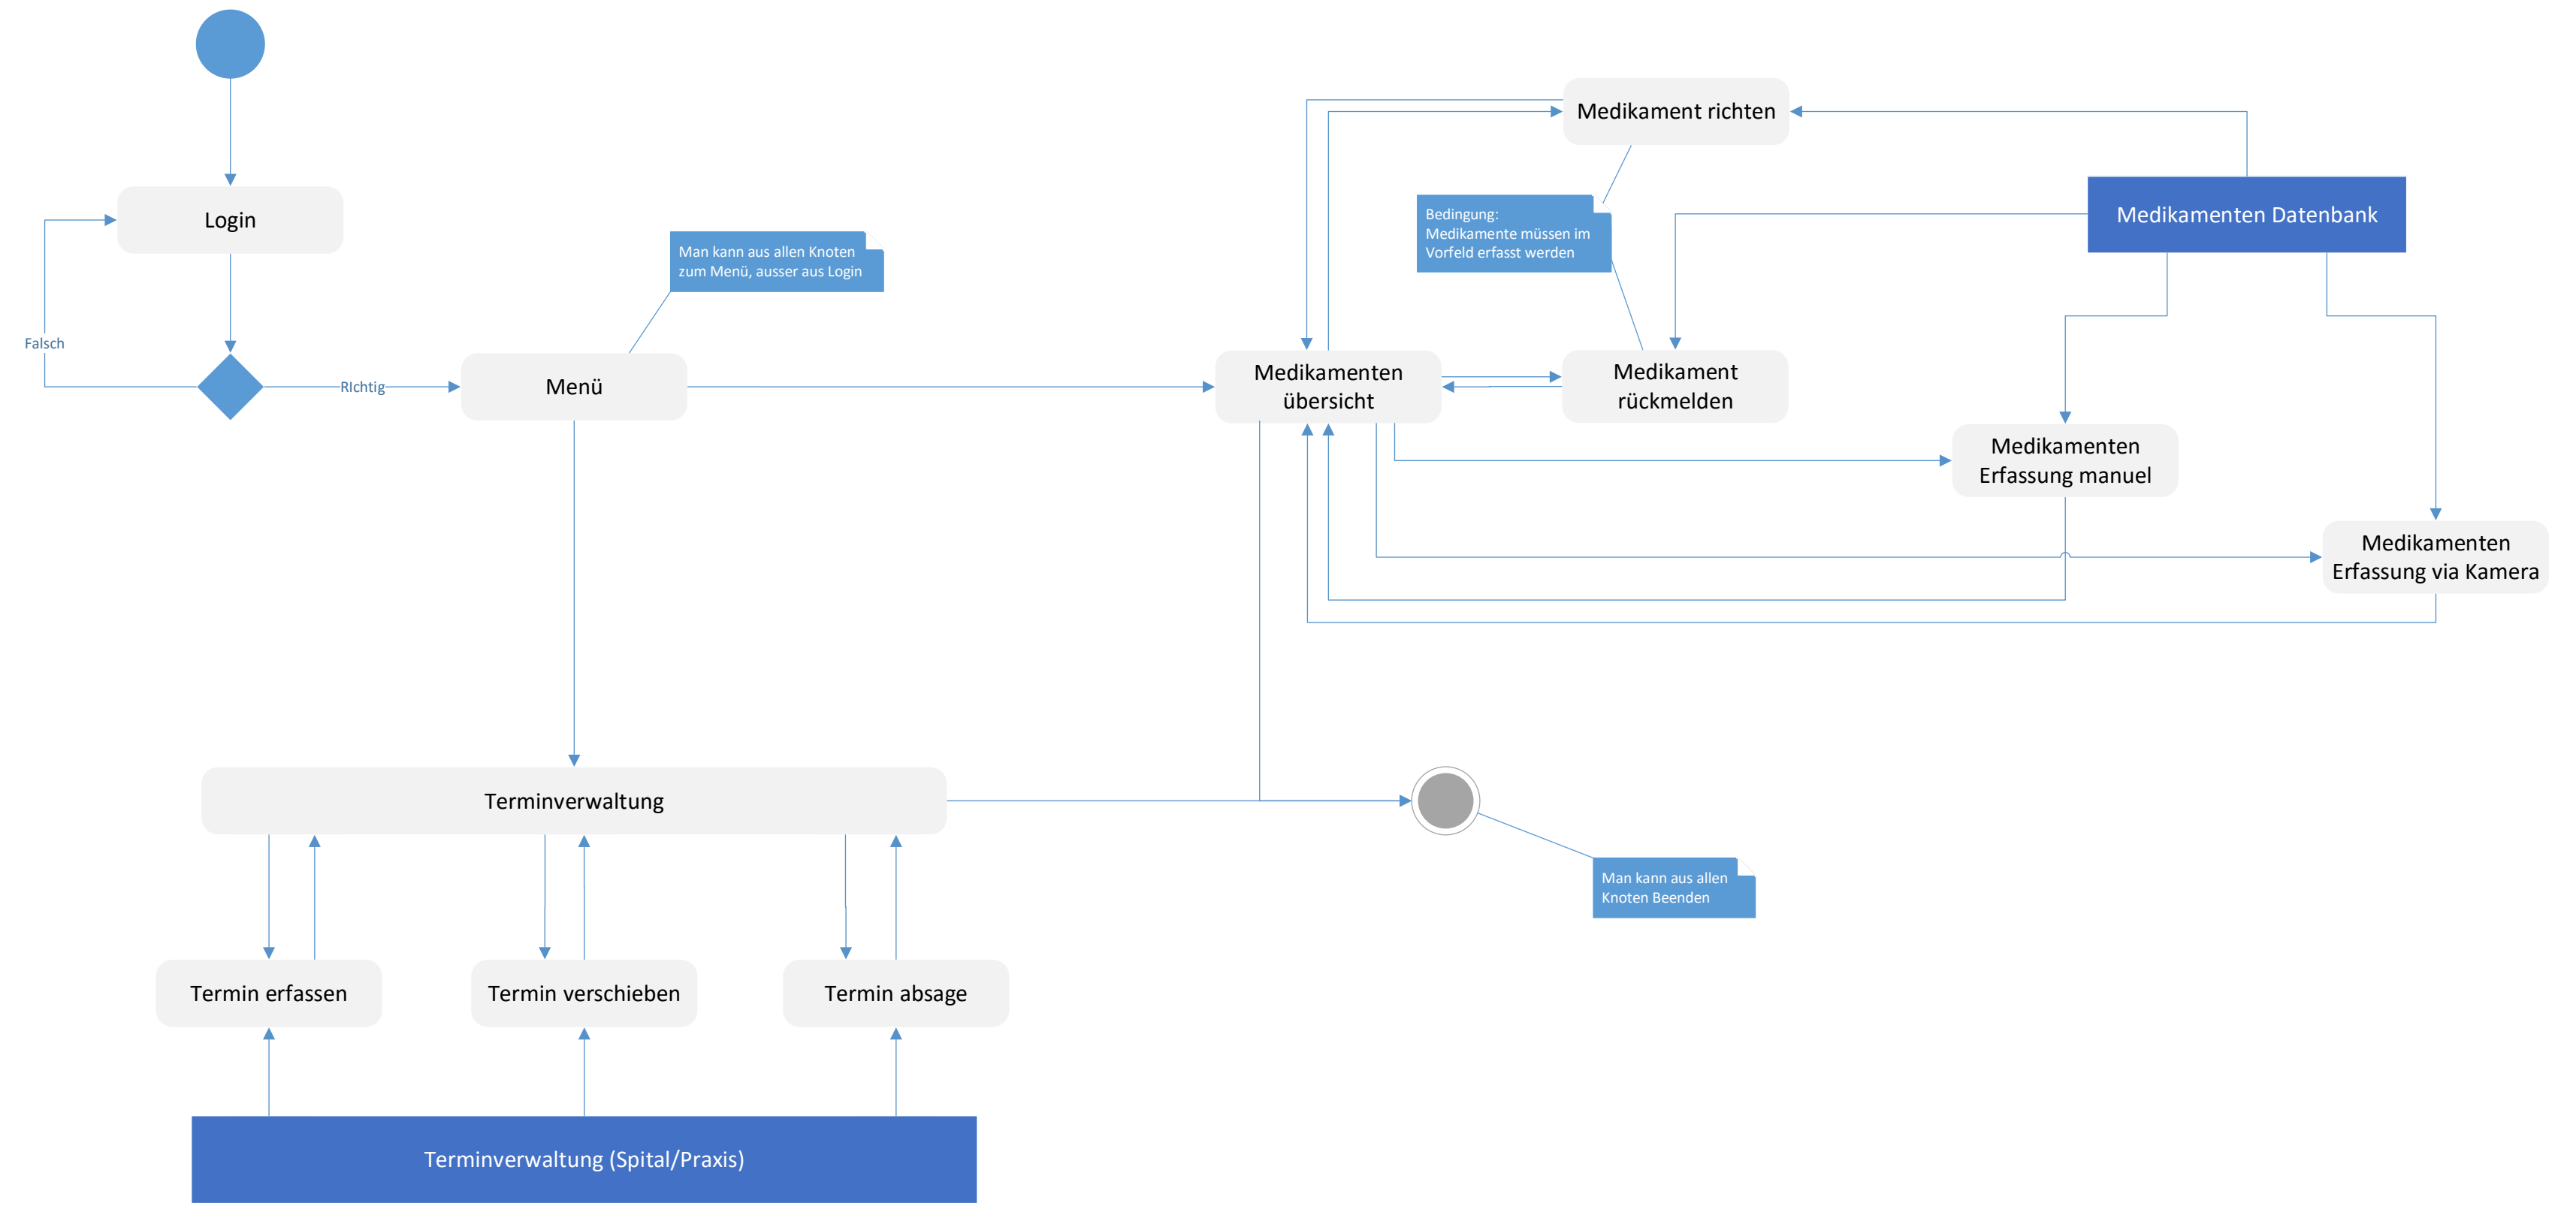 Medikament richten
Medikamenten Datenbank
Login
Bedingung:
Medikamente müssen im
Vorfeld erfasst werden
Man kann aus allen Knoten
zum Menü, ausser aus Login
Falsch
RIchtig
Menü
Medikamenten
übersicht
Medikament
rückmelden
Medikamenten
Erfassung manuel
Medikamenten
Erfassung via Kamera
Terminverwaltung
Man kann aus allen
Knoten Beenden
Termin erfassen
Termin verschieben
Termin absage
Terminverwaltung (Spital/Praxis)